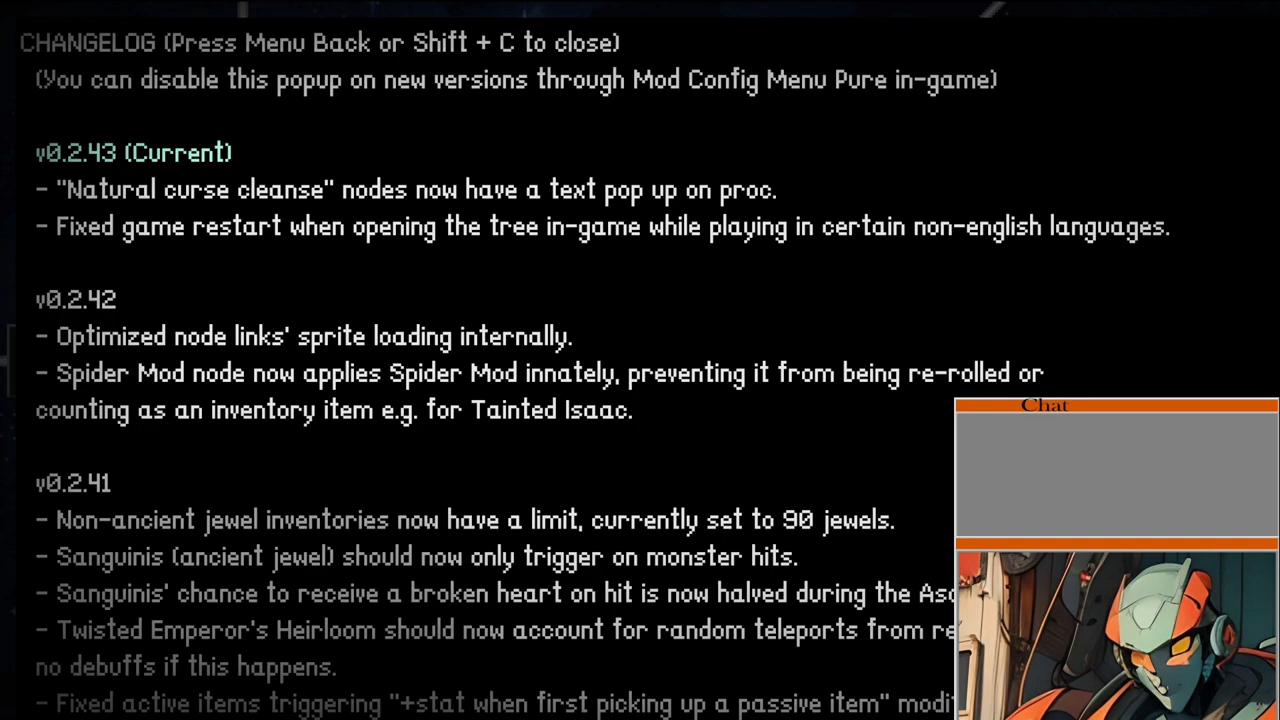 CHANGELOG (Press Menu Back or Shift + C to close)
(You can disable this popup on new versions through Mod Config Menu Pure in-game)
v0.2.43 (Current)
- "Natural curse cleanse" nodes now have a text pop up on proc.
- Fixed game restart when opening the tree in-game while playing in certain non-english languages.
v0.2.42
- Optimized node links' sprite loading internally.
- Spider Mod node now applies Spider Mod innately, preventing it from being re-rolled or
counting as an inventory item e.g. for Tainted Isaac.
Chat
v0.2.41
- Non-ancient jewel inventories now have a limit, currently set to 90 jewels.
- Sanguinis (ancient jewel) should now only trigger on monster hits.
- Sanguinis' chance to receive a broken heart on hit is now halved during the Asc
- Twisted Emperor's Heirloom should now account for random teleports from re
no debuffs if this happens.
- Fixed active items triggering "+stat when first picking up a passive item" modi